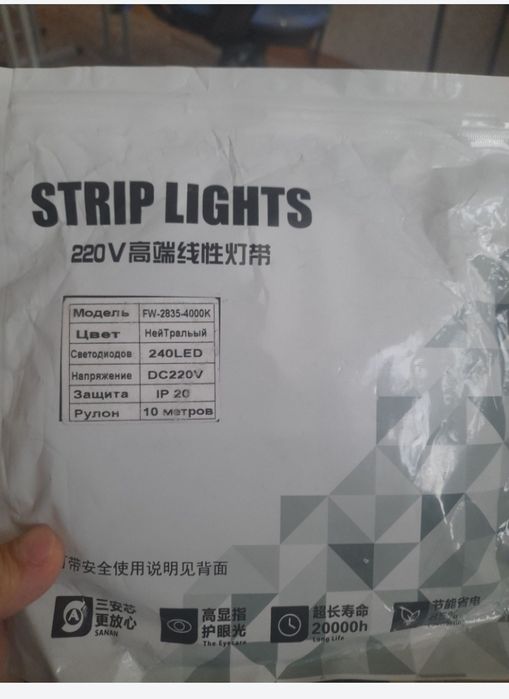 STRIP LIGHTS
220V高端线性灯带
Модель FW-2835-4000K
Цвет НейТральый
Светодиодов 240LED
Напряжение DC220V
Защита IP 20
Рулон 10 метров
带安全使用说明见背面
三安芯 高显指 超长寿命 节能省电
更放心 护眼光 20000h
SANAN The Eyecare Long Life